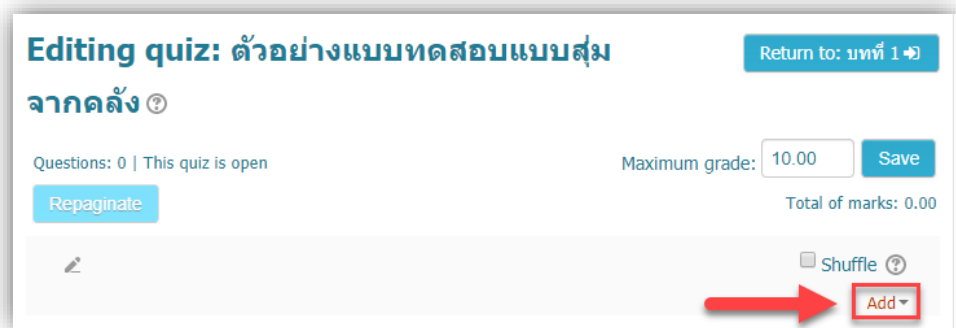 Editing quiz: ตัวอย่างแบบทดสอบแบบสุ่ม
จากคลัง
Return to: บทที่ 1
Questions: 0 | This quiz is open
Maximum grade: 10.00 Save
Repaginate
Total of marks: 0.00
Shuffle
Add